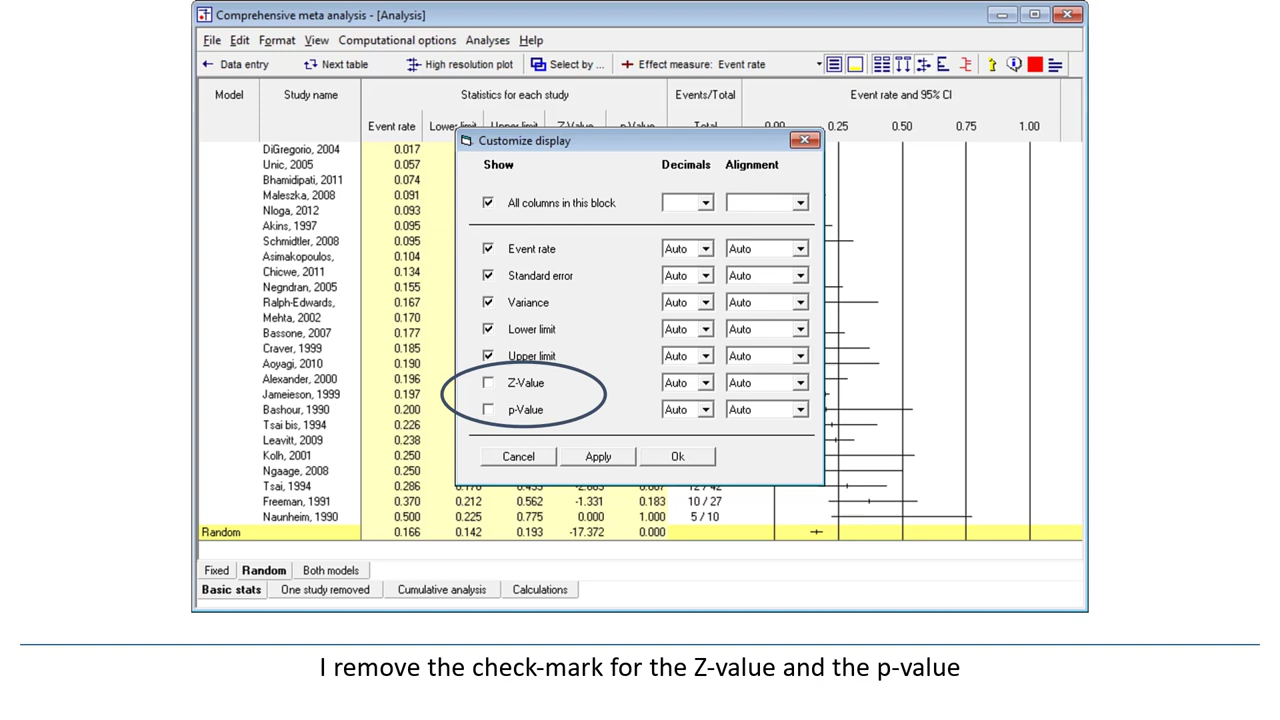 Comprehensive meta analysis - [Analysis]
File Edit Format View Computational options Analyses Help
Data entry Next table High resolution plot Select by ... Effect measure: Event rate
Model Study name Statistics for each study Events/Total Event rate and 95% CI
Event rate 0.25 0.50 0.75 1.00
Customize display
Show Decimals Alignment
All columns in this block
Event rate Auto Auto
Standard error Auto Auto
Variance Auto Auto
Lower limit Auto Auto
Upper limit Auto Auto
Z-Value Auto Auto
p-Value Auto Auto
Cancel Apply Ok
DiGregorio, 2004 0.017
Unic, 2005 0.057
Bhamidipati, 2011 0.074
Maleszka, 2008 0.091
Nloga, 2012 0.093
Akins, 1997 0.095
Schmidtler, 2008 0.095
Asimakopoulos, 0.104
Chicwe, 2011 0.134
Negndran, 2005 0.155
Ralph-Edwards, 0.167
Mehta, 2002 0.170
Bassone, 2007 0.177
Craver, 1999 0.185
Aoyagi, 2010 0.190
Alexander, 2000 0.196
Jameieson, 1999 0.197
Bashour, 1990 0.200
Tsai bis, 1994 0.226
Leavitt, 2009 0.238
Kolh, 2001 0.250
Ngaage, 2008 0.250
Tsai, 1994 0.286
Freeman, 1991 0.370 0.212 0.562 -1.331 0.183 10 / 27
Naunheim, 1990 0.500 0.225 0.775 0.000 1.000 5 / 10
Random 0.166 0.142 0.193 -17.372 0.000
Fixed Random Both models
Basic stats One study removed Cumulative analysis Calculations
I remove the check-mark for the Z-value and the p-value